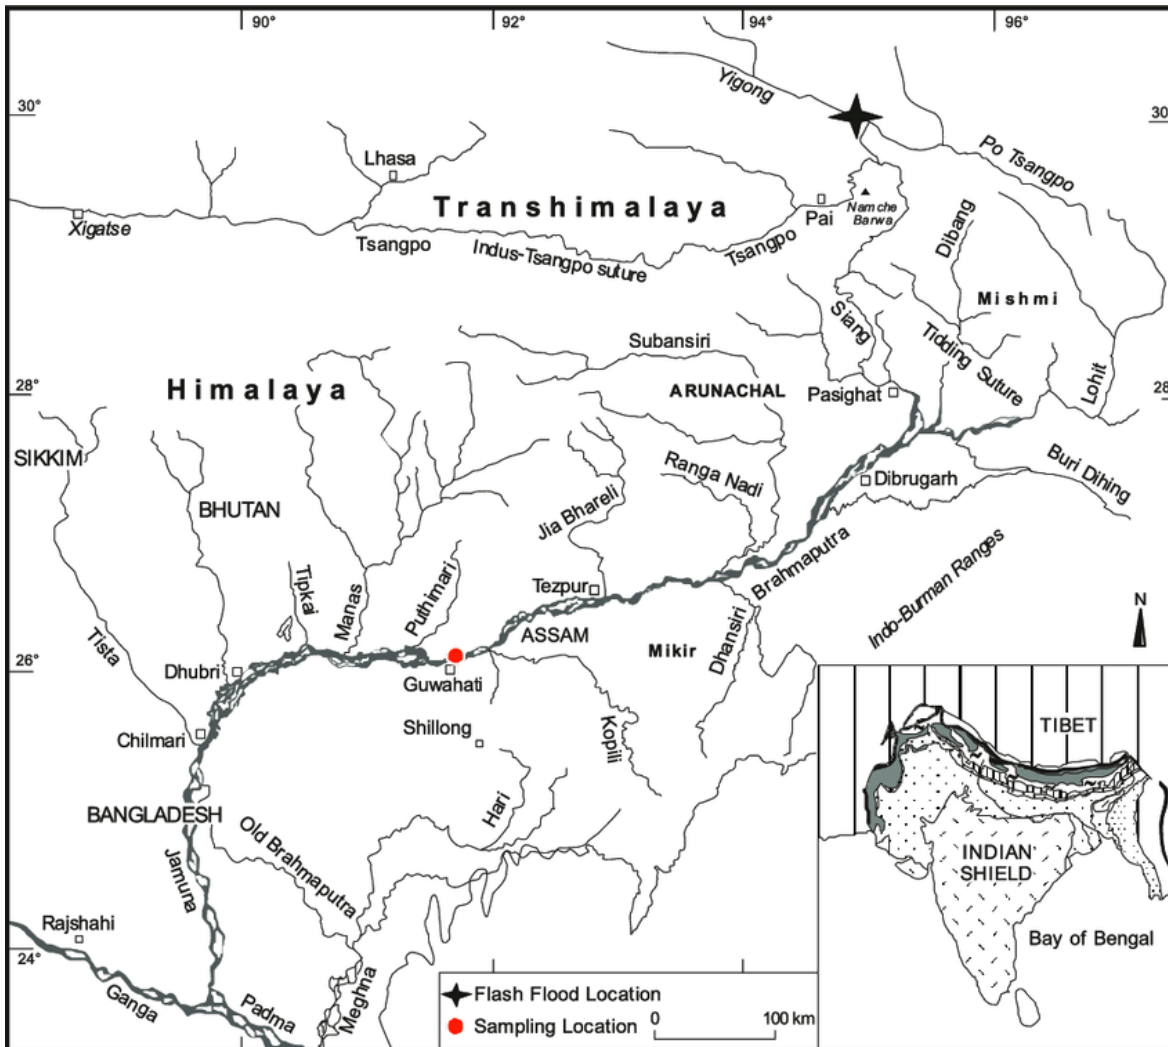 90°
92°
94°
96°
30°
30
Yigong
Po Tsangpo
Lhasa
Transhimalaya
Xigatse
Tsangpo
Indus-Tsangpo suture
Tsangpo
Pai
Namche
Barwa
Dibang
Mishmi
Siang
Tidding Suture
Lohit
Subansiri
28°
28
Himalaya
ARUNACHAL
Pasighat
SIKKIM
BHUTAN
Jia Bhareli
Ranga Nadi
Dibrugarh
Buri Dihing
Tista
Tipkai
Manas
Puthimari
Tezpur
Brahmaputra
Indo-Burman Ranges
N
ASSAM
Mikir
Dhansiri
26°
Dhubri
Guwahati
Chilmari
Shillong
Kopili
BANGLADESH
Hari
Old Brahmaputra
Jamuna
TIBET
INDIAN
SHIELD
Bay of Bengal
Rajshahi
24°
Ganga
Padma
Meghna
Flash Flood Location
Sampling Location
0
100 km